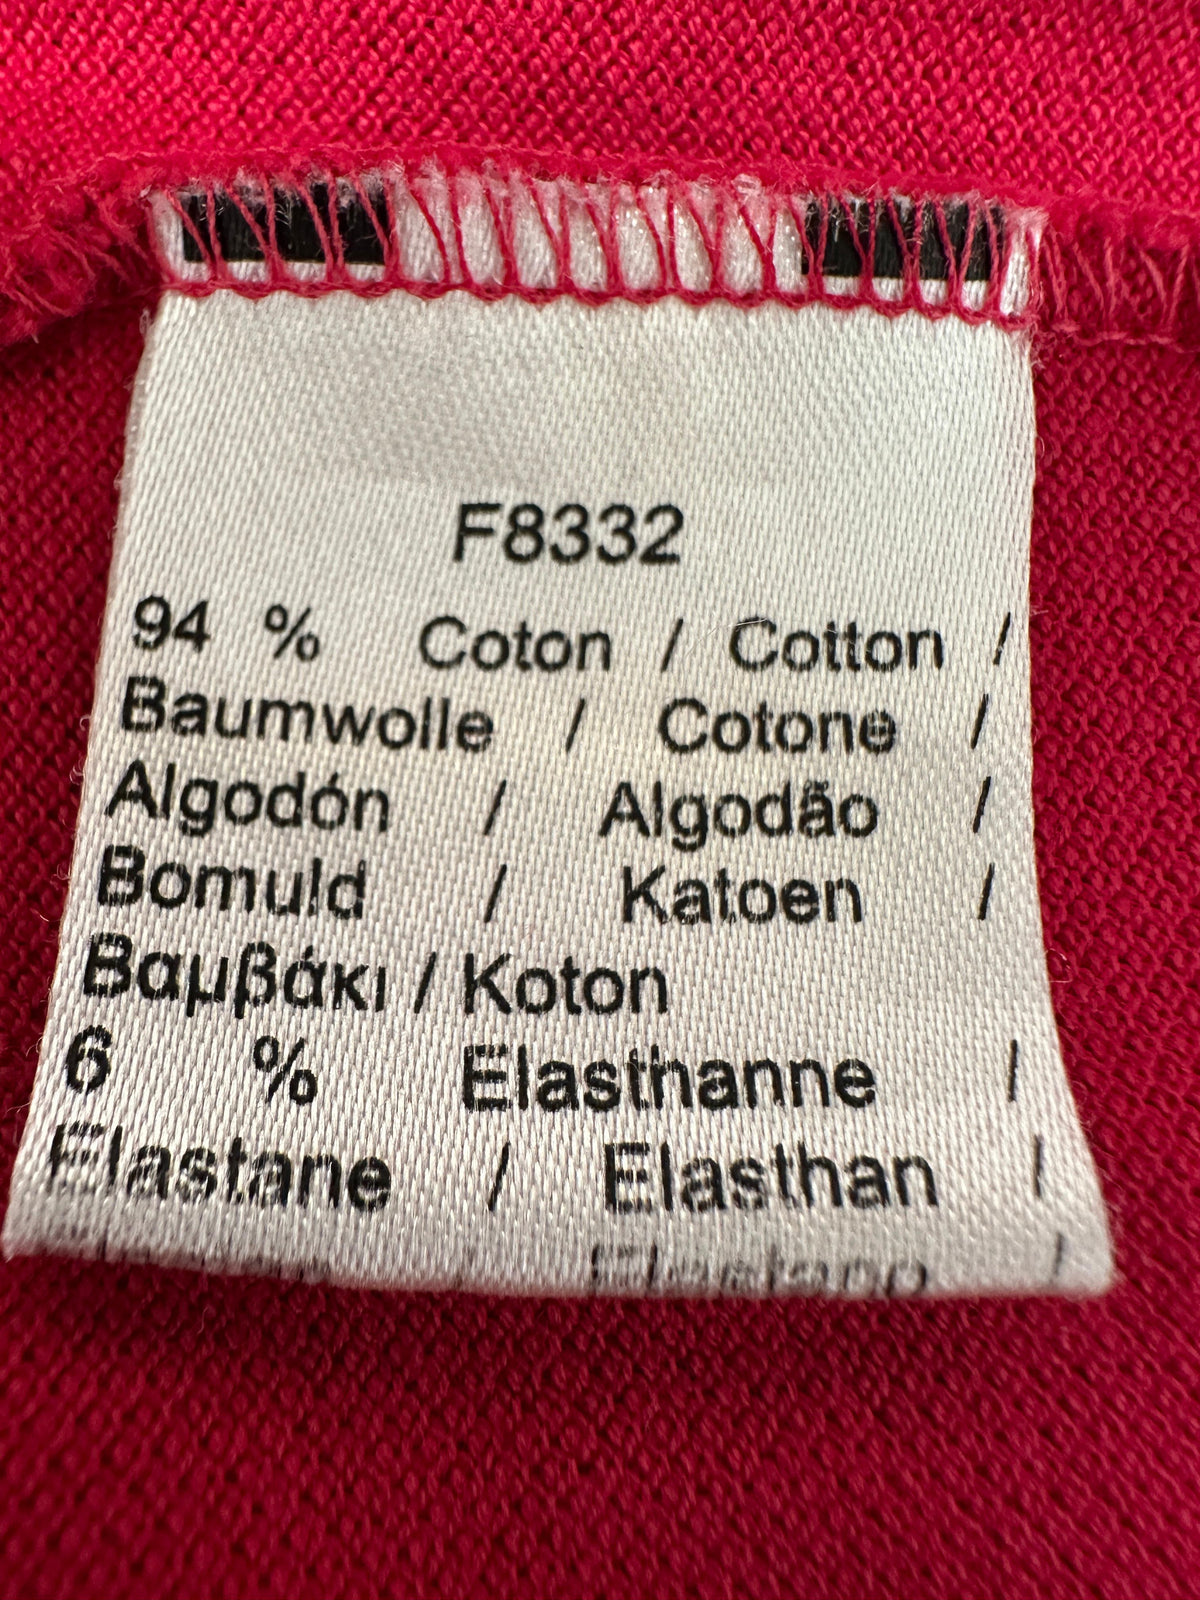 F8332
94 % Coton / Cotton /
Baumwolle / Cotone /
Algodón / Algodão /
Bomuld / Katoen /
Βαμβάκι / Koton
6 % Elasthanne /
Elastane / Elasthan /